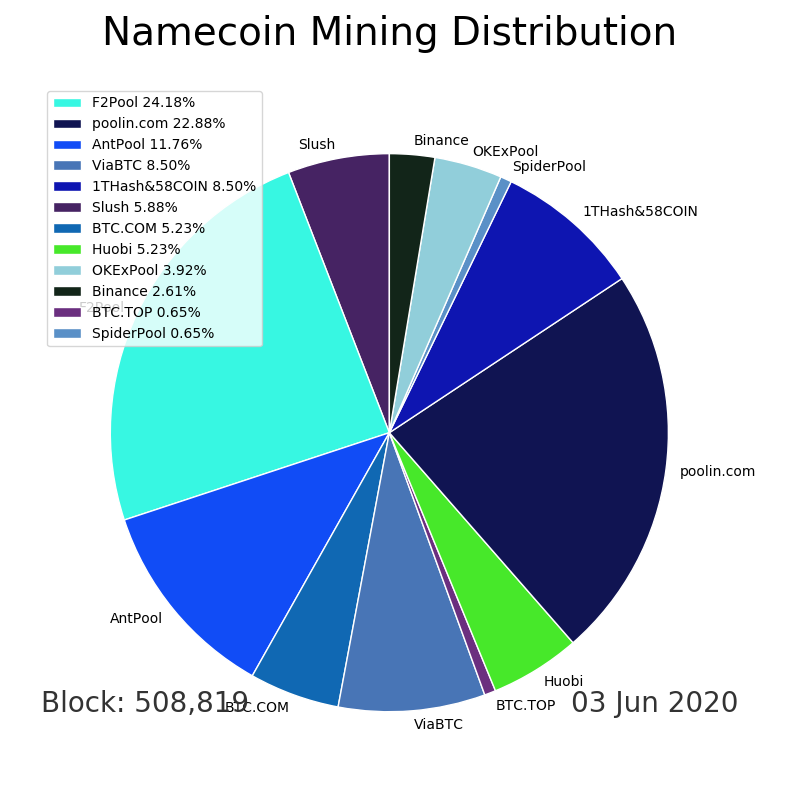 Namecoin Mining Distribution
F2Pool 24.18%
poolin.com 22.88%
AntPool 11.76%
ViaBTC 8.50%
1THash&58COIN 8.50%
Slush 5.88%
BTC.COM 5.23%
Huobi 5.23%
OKExPool 3.92%
Binance 2.61%
BTC.TOP 0.65%
SpiderPool 0.65%
Slush
Binance
OKExPool
SpiderPool
1THash&58COIN
F2Pool
poolin.com
AntPool
Huobi
BTC.COM
BTC.TOP
ViaBTC
Block: 508,819
03 Jun 2020